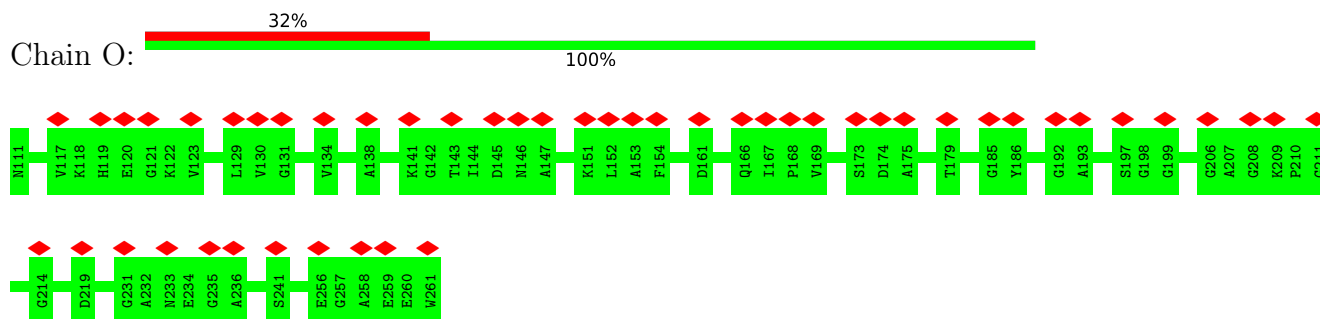 32%
Chain O:
100%
N111 V117 K118 H119 E120 G121 K122 V123 L129 V130 G131 V134 A138 K141 G142 T143 I144 D145 N146 A147 K151 L152 A153 F154 D161 Q166 I167 P168 V169 S173 D174 A175 T179 G185 Y186 G192 A193 S197 G198 G199 G206 A207 G208 K209 P210 G211
G214 D219 G231 A232 N233 E234 G235 A236 S241 E256 G257 A258 E259 E260 W261